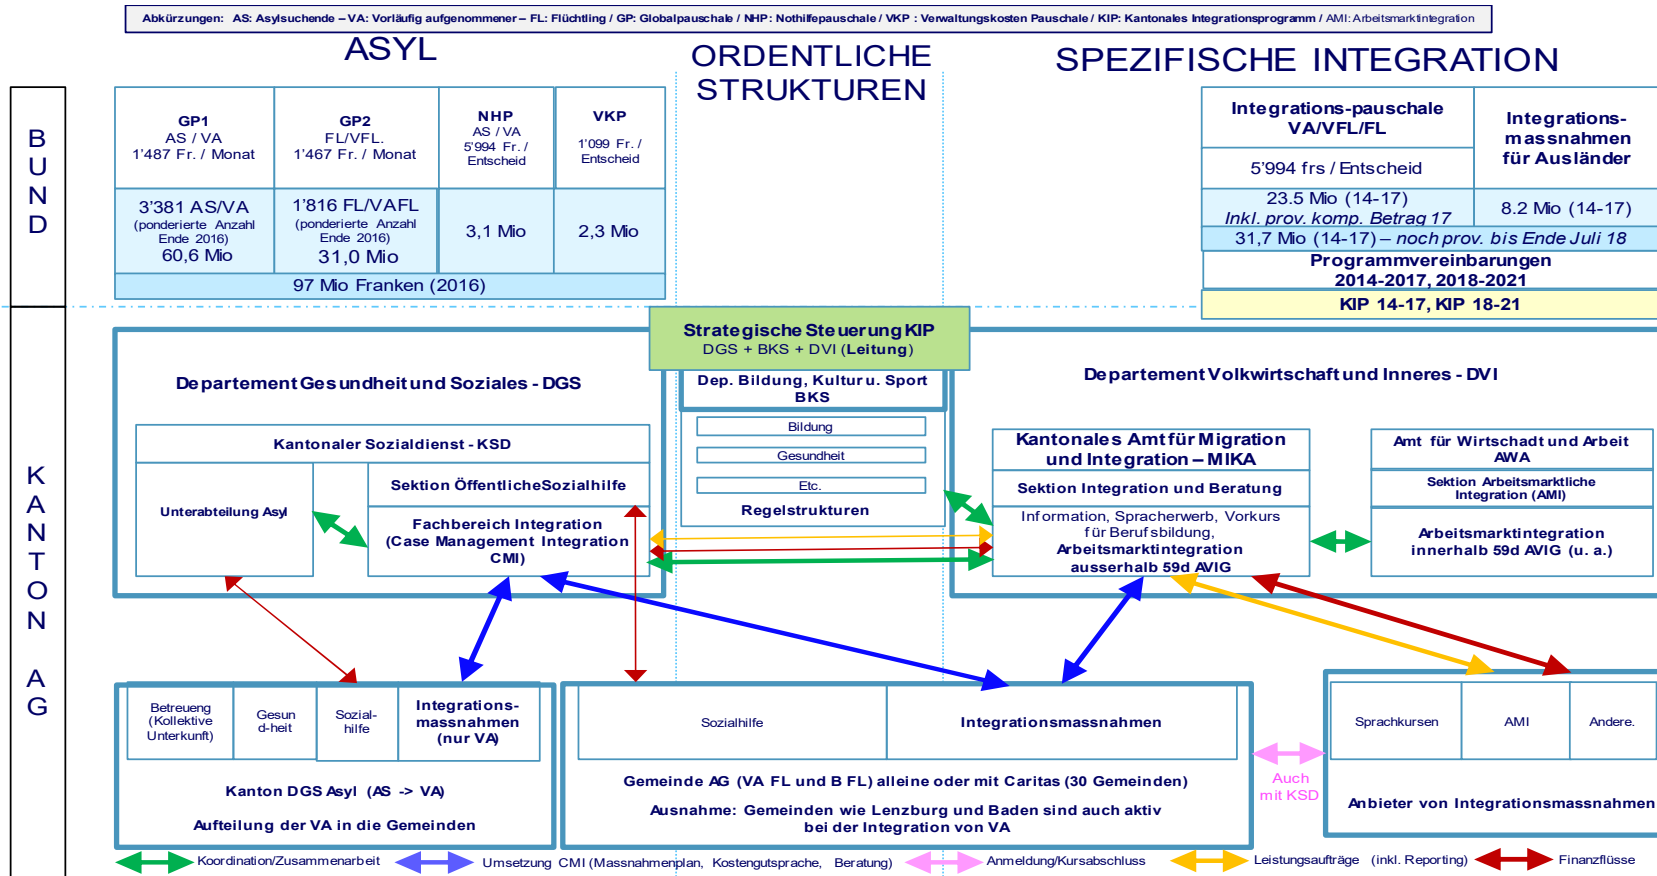 Abkürzungen: AS: Asylsuchende – VA: Vorläufig aufgenommener – FL: Flüchtling / GP: Globalpauschale / NHP: Nothilfepauschale / VKP : Verwaltungskosten Pauschale / KIP: Kantonales Integrationsprogramm / AMI: Arbeitsmarktintegration
ASYL
ORDENTLICHE
STRUKTUREN
SPEZIFISCHE INTEGRATION
BUND
GP1
AS / VA
1'487 Fr. / Monat
GP2
FL/VFL.
1'467 Fr. / Monat
NHP
AS / VA
5'994 Fr. /
Entscheid
VKP
1'099 Fr. /
Entscheid
3'381 AS/VA
(ponderierte Anzahl
Ende 2016)
60,6 Mio
1'816 FL/VAFL
(ponderierte Anzahl
Ende 2016)
31,0 Mio
3,1 Mio
2,3 Mio
97 Mio Franken (2016)
Integrations-pauschale
VA/VFL/FL
5'994 frs / Entscheid
Integrations-
massnahmen
für Ausländer
23.5 Mio (14-17)
Inkl. prov. komp. Betrag 17
8.2 Mio (14-17)
31,7 Mio (14-17) – noch prov. bis Ende Juli 18
Programmvereinbarungen
2014-2017, 2018-2021
KIP 14-17, KIP 18-21
KANTON AG
Strategische Steuerung KIP
DGS + BKS + DVI (Leitung)
Departement Gesundheit und Soziales - DGS
Kantonaler Sozialdienst - KSD
Unterabteilung Asyl
Sektion Öffentliche Sozialhilfe
Fachbereich Integration
(Case Management Integration
CMI)
Dep. Bildung, Kultur u. Sport
BKS
Bildung
Gesundheit
Etc.
Regelstrukturen
Departement Volkwirtschaft und Inneres - DVI
Kantonales Amt für Migration
und Integration – MIKA
Sektion Integration und Beratung
Information, Spracherwerb, Vorkurs
für Berufsbildung,
Arbeitsmarktintegration
ausserhalb 59d AVIG
Amt für Wirtschadt und Arbeit
AWA
Sektion Arbeitsmarktliche
Integration (AMI)
Arbeitsmarktintegration
innerhalb 59d AVIG (u. a.)
Betreueng
(Kollektive
Unterkunft)
Gesun
d-heit
Sozial-
hilfe
Integrations-
massnahmen
(nur VA)
Kanton DGS Asyl (AS -> VA)
Aufteilung der VA in die Gemeinden
Sozialhilfe
Integrationsmassnahmen
Gemeinde AG (VA FL und B FL) alleine oder mit Caritas (30 Gemeinden)
Ausnahme: Gemeinden wie Lenzburg und Baden sind auch aktiv
bei der Integration von VA
Auch
mit KSD
Sprachkursen
AMI
Andere.
Anbieter von Integrationsmassnahmen
Koordination/Zusammenarbeit
Umsetzung CMI (Massnahmenplan, Kostengutsprache, Beratung)
Anmeldung/Kursabschluss
Leistungsaufträge (inkl. Reporting)
Finanzflüsse